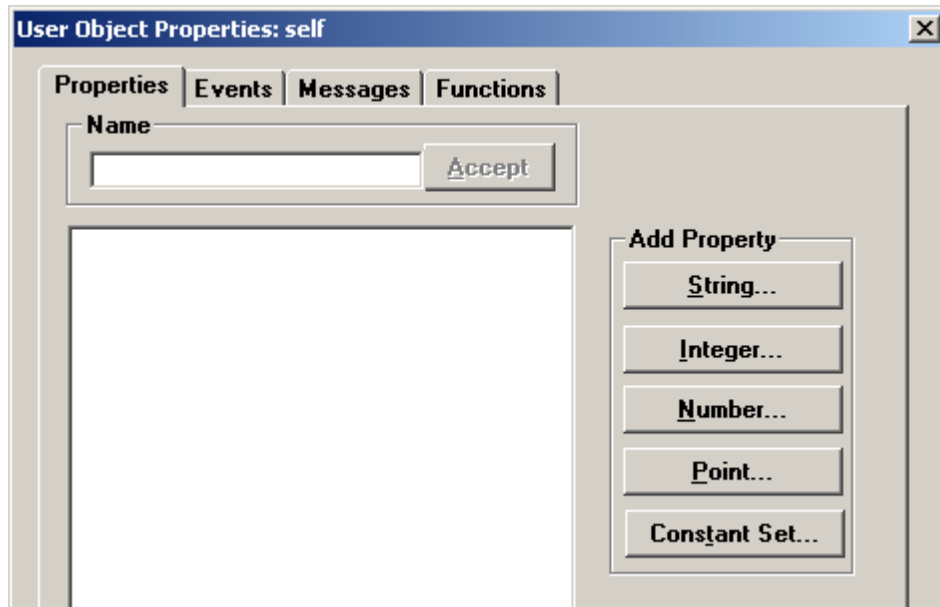 User Object Properties: self
Properties Events Messages Functions
Name
Accept
Add Property
String...
Integer...
Number...
Point...
Constant Set...